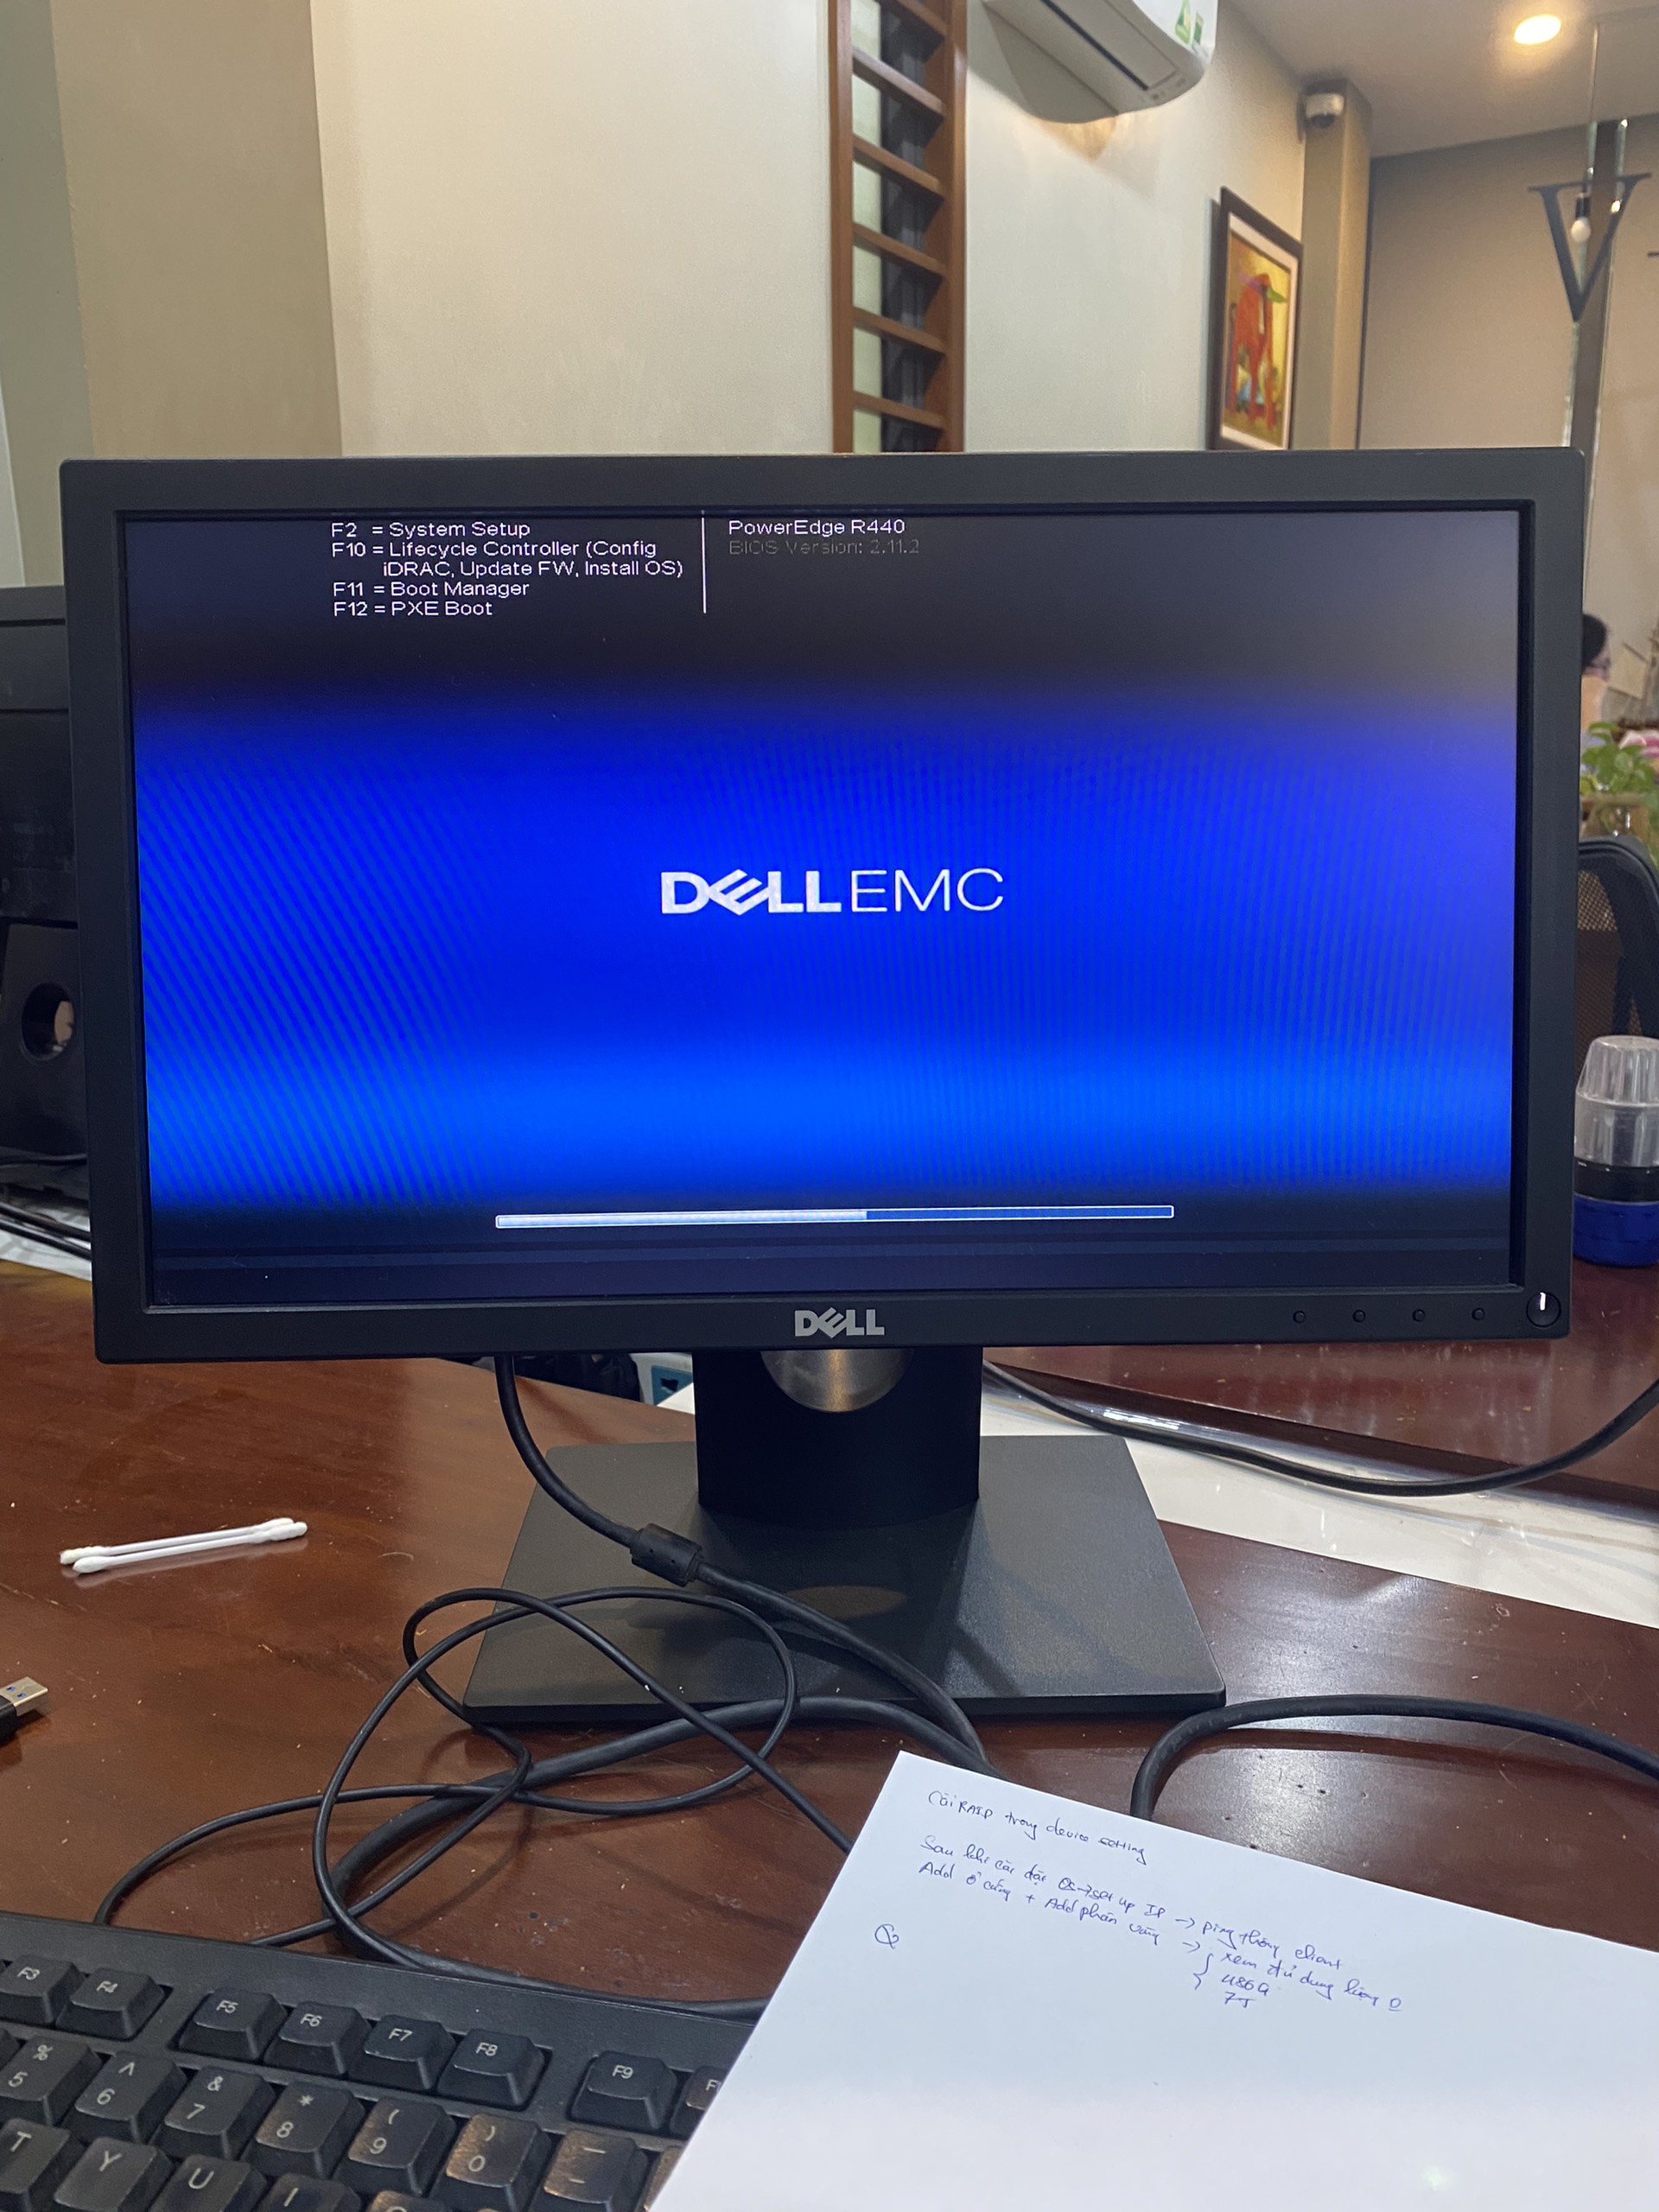 V
F2 = System Setup
F10 = Lifecycle Controller (Config
iDRAC, Update FW, Install OS)
F11 = Boot Manager
F12 = PXE Boot
PowerEdge R440
BIOS Version: 2.11.2
DELL EMC
DELL
Cài RAID trong device setting
Sau khi cài đặt OS → set up IP → ping thông client
Add ổ cứng + Add phân vùng → xem đủ dung lượng
486G
7T
F3 F4 F5 F6 F7 F8 F9 F
% 5 ^ 6 & 7 * 8 ( 9 ) 0
T Y U I